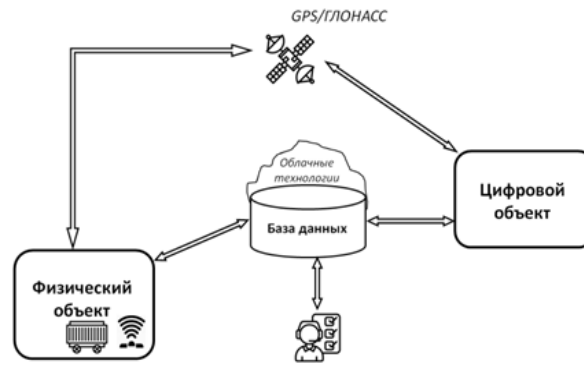 GPS/ГЛОНАСС
Облачные
технологии
База данных
Цифровой
объект
Физический
объект